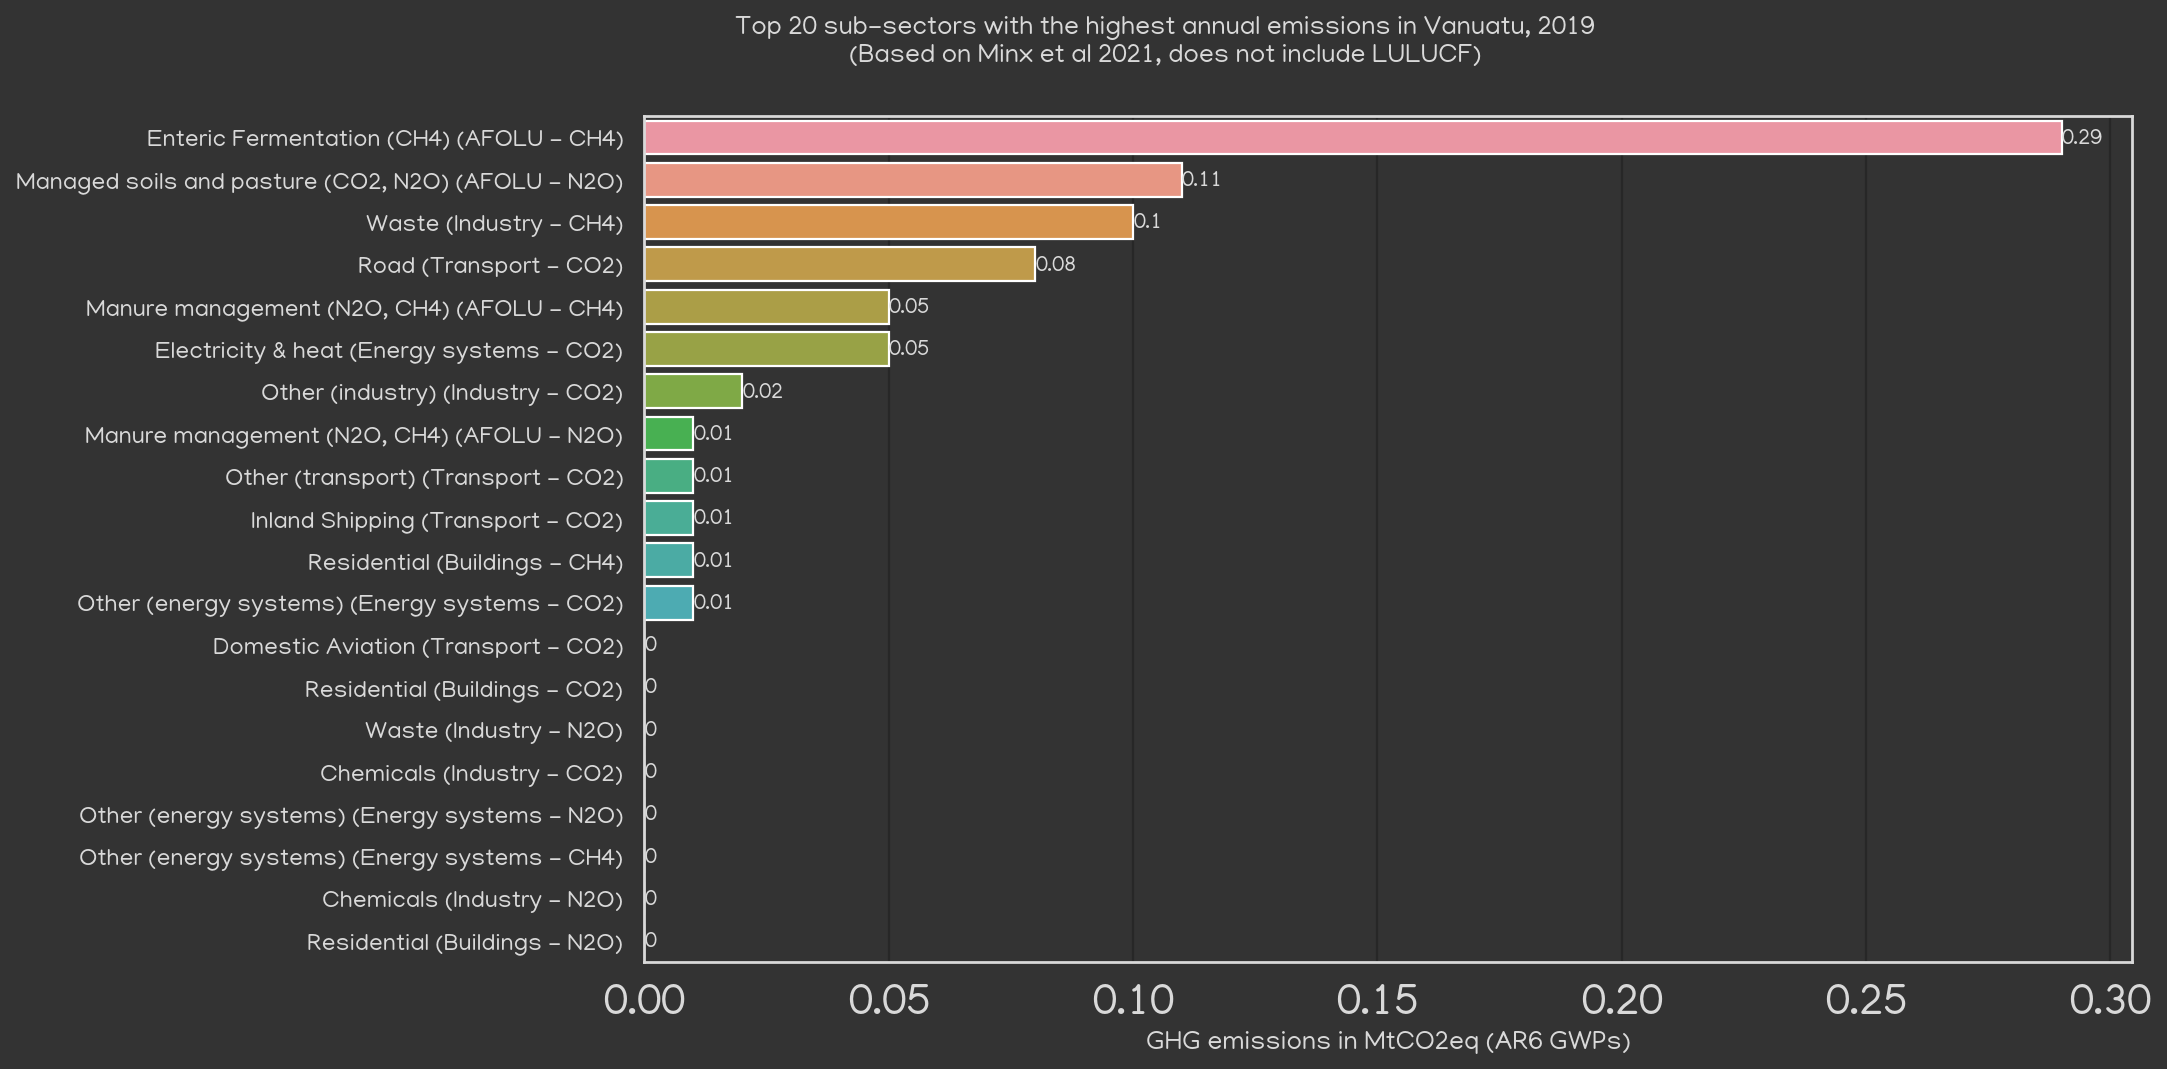 Top 20 sub-sectors with the highest annual emissions in Vanuatu, 2019
(Based on Minx et al 2021, does not include LULUCF)
Enteric Fermentation (CH4) (AFOLU - CH4) 0.29
Managed soils and pasture (CO2, N2O) (AFOLU - N2O) 0.11
Waste (Industry - CH4) 0.1
Road (Transport - CO2) 0.08
Manure management (N2O, CH4) (AFOLU - CH4) 0.05
Electricity & heat (Energy systems - CO2) 0.05
Other (industry) (Industry - CO2) 0.02
Manure management (N2O, CH4) (AFOLU - N2O) 0.01
Other (transport) (Transport - CO2) 0.01
Inland Shipping (Transport - CO2) 0.01
Residential (Buildings - CH4) 0.01
Other (energy systems) (Energy systems - CO2) 0.01
Domestic Aviation (Transport - CO2) 0
Residential (Buildings - CO2) 0
Waste (Industry - N2O) 0
Chemicals (Industry - CO2) 0
Other (energy systems) (Energy systems - N2O) 0
Other (energy systems) (Energy systems - CH4) 0
Chemicals (Industry - N2O) 0
Residential (Buildings - N2O) 0
0.00 0.05 0.10 0.15 0.20 0.25 0.30
GHG emissions in MtCO2eq (AR6 GWPs)